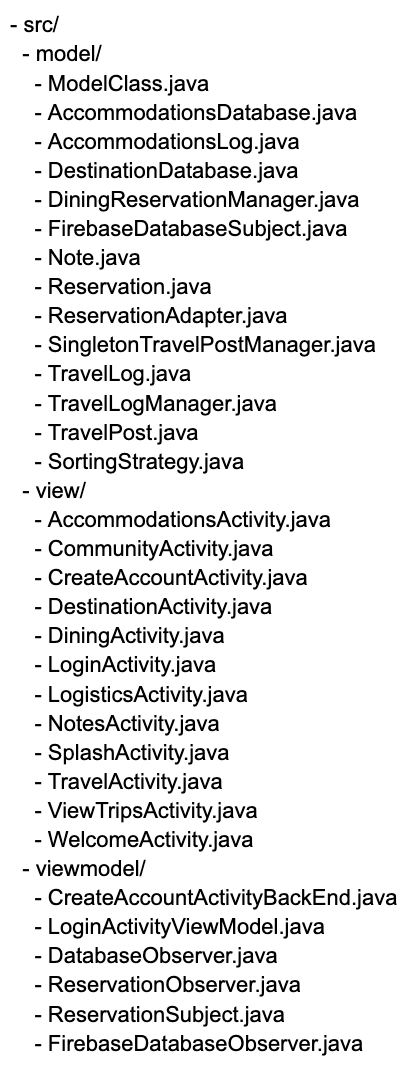 - src/
- model/
- ModelClass.java
- AccommodationsDatabase.java
- AccommodationsLog.java
- DestinationDatabase.java
- DiningReservationManager.java
- FirebaseDatabaseSubject.java
- Note.java
- Reservation.java
- ReservationAdapter.java
- SingletonTravelPostManager.java
- TravelLog.java
- TravelLogManager.java
- TravelPost.java
- SortingStrategy.java
- view/
- AccommodationsActivity.java
- CommunityActivity.java
- CreateAccountActivity.java
- DestinationActivity.java
- DiningActivity.java
- LoginActivity.java
- LogisticsActivity.java
- NotesActivity.java
- SplashActivity.java
- TravelActivity.java
- ViewTripsActivity.java
- WelcomeActivity.java
- viewmodel/
- CreateAccountActivityBackEnd.java
- LoginActivityViewModel.java
- DatabaseObserver.java
- ReservationObserver.java
- ReservationSubject.java
- FirebaseDatabaseObserver.java